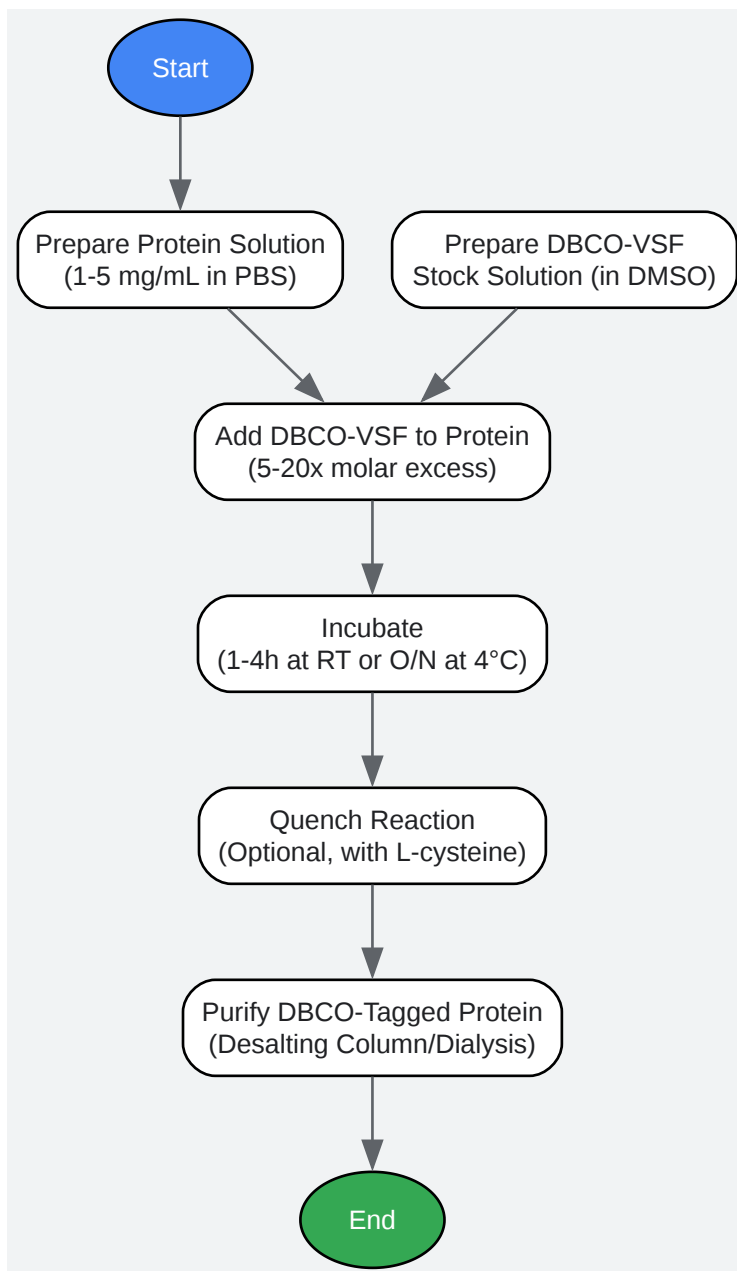 Start
Prepare Protein Solution
(1-5 mg/mL in PBS)
Prepare DBCO-VSF
Stock Solution (in DMSO)
Add DBCO-VSF to Protein
(5-20x molar excess)
Incubate
(1-4h at RT or O/N at 4°C)
Quench Reaction
(Optional, with L-cysteine)
Purify DBCO-Tagged Protein
(Desalting Column/Dialysis)
End